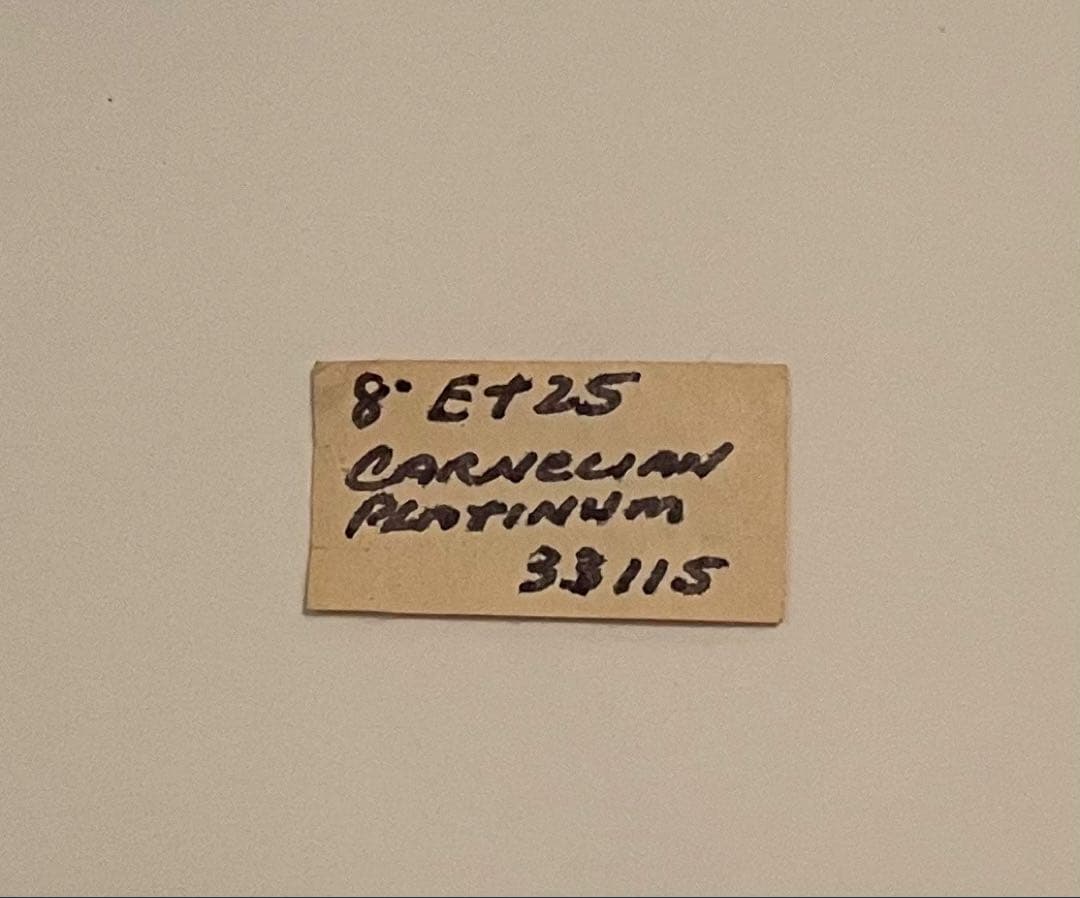 8" E+25
CARNELIAN
PLATINUM
33115